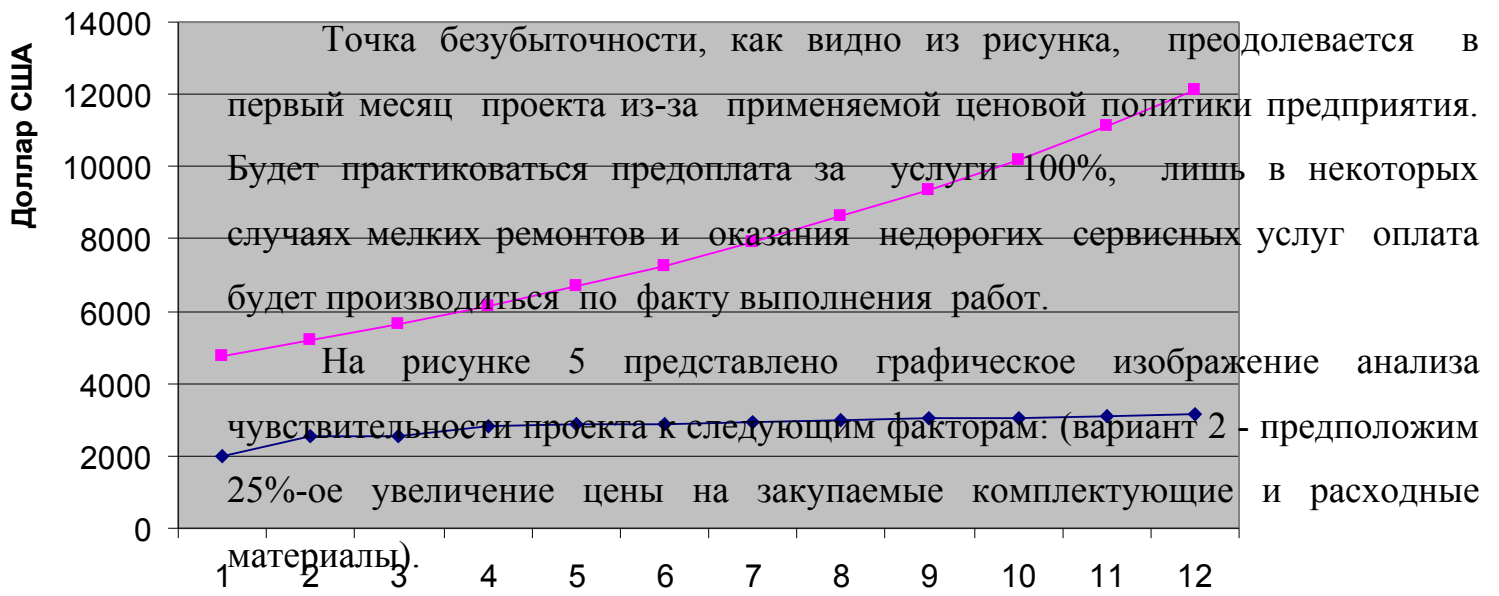 14000
12000
10000
8000
6000
4000
2000
0
Доллар США
Точка безубыточности, как видно из рисунка, преодолевается в
первый месяц проекта из-за применяемой ценовой политики предприятия.
Будет практиковаться предоплата за услуги 100%, лишь в некоторых
случаях мелких ремонтов и оказания недорогих сервисных услуг оплата
будет производиться по факту выполнения работ.
На рисунке 5 представлено графическое изображение анализа
чувствительности проекта к следующим факторам: (вариант 2 - предположим
25%-ое увеличение цены на закупаемые комплектующие и расходные
материалы).
1 2 3 4 5 6 7 8 9 10 11 12